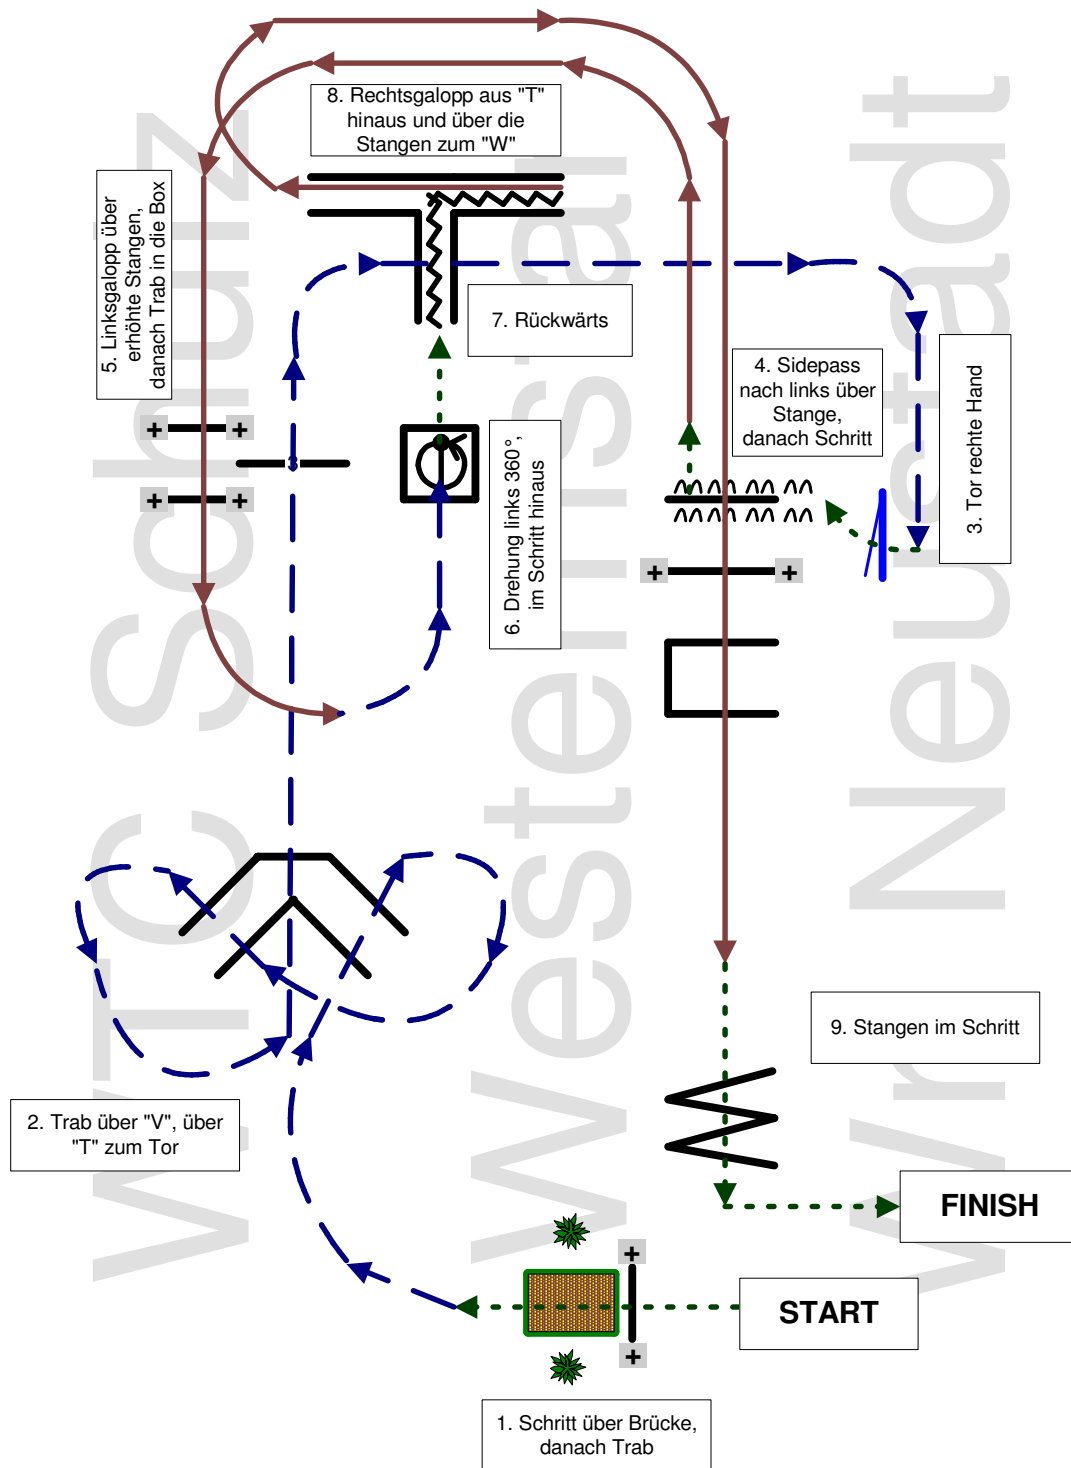 8. Rechtsgalopp aus "T"
hinaus und über die
Stangen zum "W"
5. Linksgalopp über
erhöhte Stangen,
danach Trab in die Box
7. Rückwärts
4. Sidepass
nach links über
Stange,
danach Schritt
3. Tor rechte Hand
6. Drehung links 360°,
im Schritt hinaus
9. Stangen im Schritt
2. Trab über "V", über
"T" zum Tor
FINISH
START
1. Schritt über Brücke,
danach Trab
WTC Schulz
Westernstall
Wr Neustadt